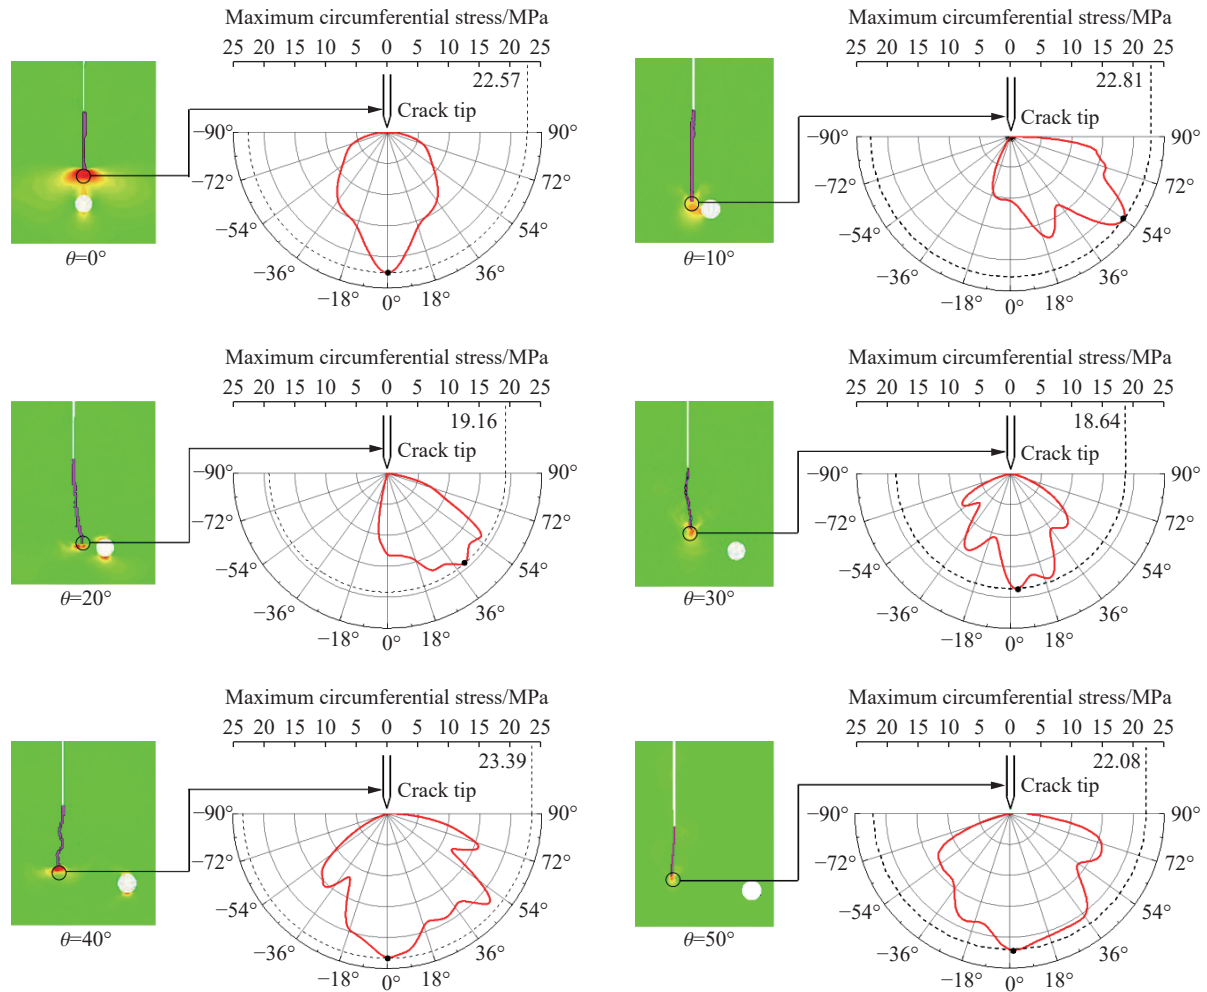 Maximum circumferential stress/MPa
25 20 15 10 5 0 5 10 15 20 25
22.57
Crack tip
−90° 90°
−72° 72°
−54° 54°
−36° 36°
−18° 0° 18°
θ=0°
Maximum circumferential stress/MPa
25 20 15 10 5 0 5 10 15 20 25
22.81
Crack tip
−90° 90°
−72° 72°
−54° 54°
−36° 36°
−18° 0° 18°
θ=10°
Maximum circumferential stress/MPa
25 20 15 10 5 0 5 10 15 20 25
19.16
Crack tip
−90° 90°
−72° 72°
−54° 54°
−36° 36°
−18° 0° 18°
θ=20°
Maximum circumferential stress/MPa
25 20 15 10 5 0 5 10 15 20 25
18.64
Crack tip
−90° 90°
−72° 72°
−54° 54°
−36° 36°
−18° 0° 18°
θ=30°
Maximum circumferential stress/MPa
25 20 15 10 5 0 5 10 15 20 25
23.39
Crack tip
−90° 90°
−72° 72°
−54° 54°
−36° 36°
−18° 0° 18°
θ=40°
Maximum circumferential stress/MPa
25 20 15 10 5 0 5 10 15 20 25
22.08
Crack tip
−90° 90°
−72° 72°
−54° 54°
−36° 36°
−18° 0° 18°
θ=50°